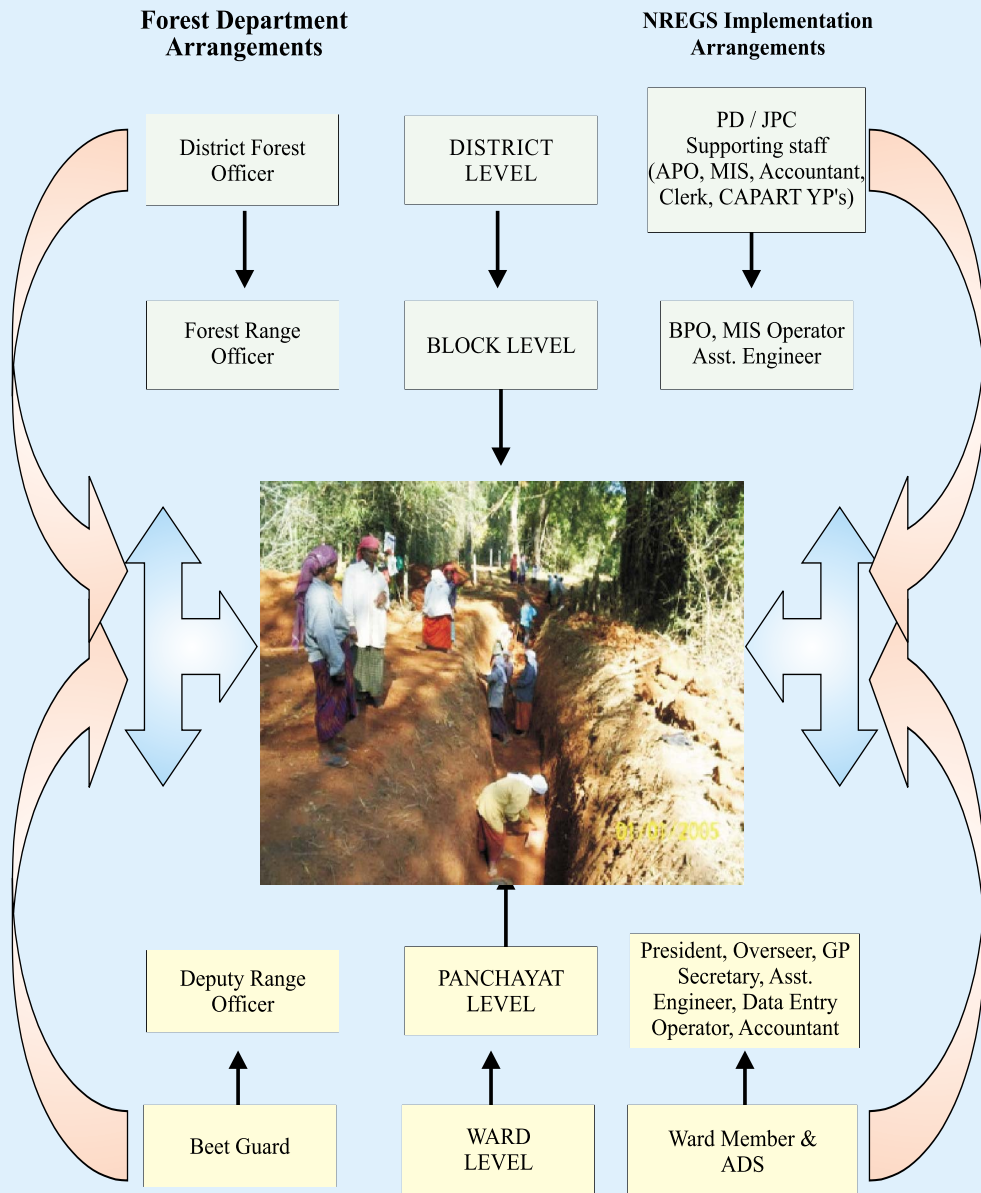 Forest Department
Arrangements
NREGS Implementation
Arrangements
District Forest
Officer
DISTRICT
LEVEL
PD / JPC
Supporting staff
(APO, MIS, Accountant,
Clerk, CAPART YP's)
Forest Range
Officer
BLOCK LEVEL
BPO, MIS Operator
Asst. Engineer
Deputy Range
Officer
PANCHAYAT
LEVEL
President, Overseer, GP
Secretary, Asst.
Engineer, Data Entry
Operator, Accountant
Beet Guard
WARD
LEVEL
Ward Member &
ADS